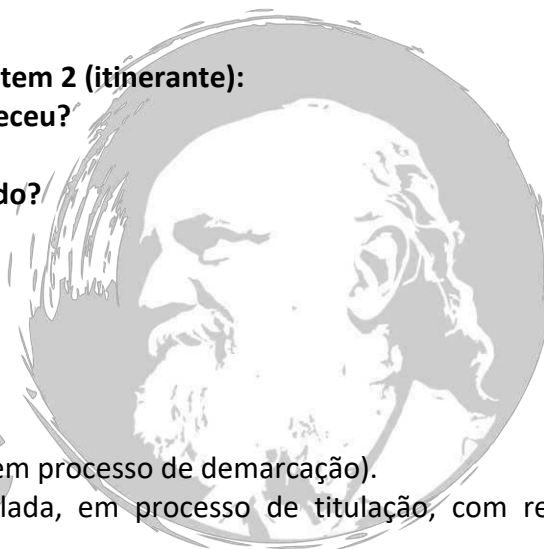 tem 2 (itinerante):
eceu?
do?
em processo de demarcação).
lada, em processo de titulação, com re